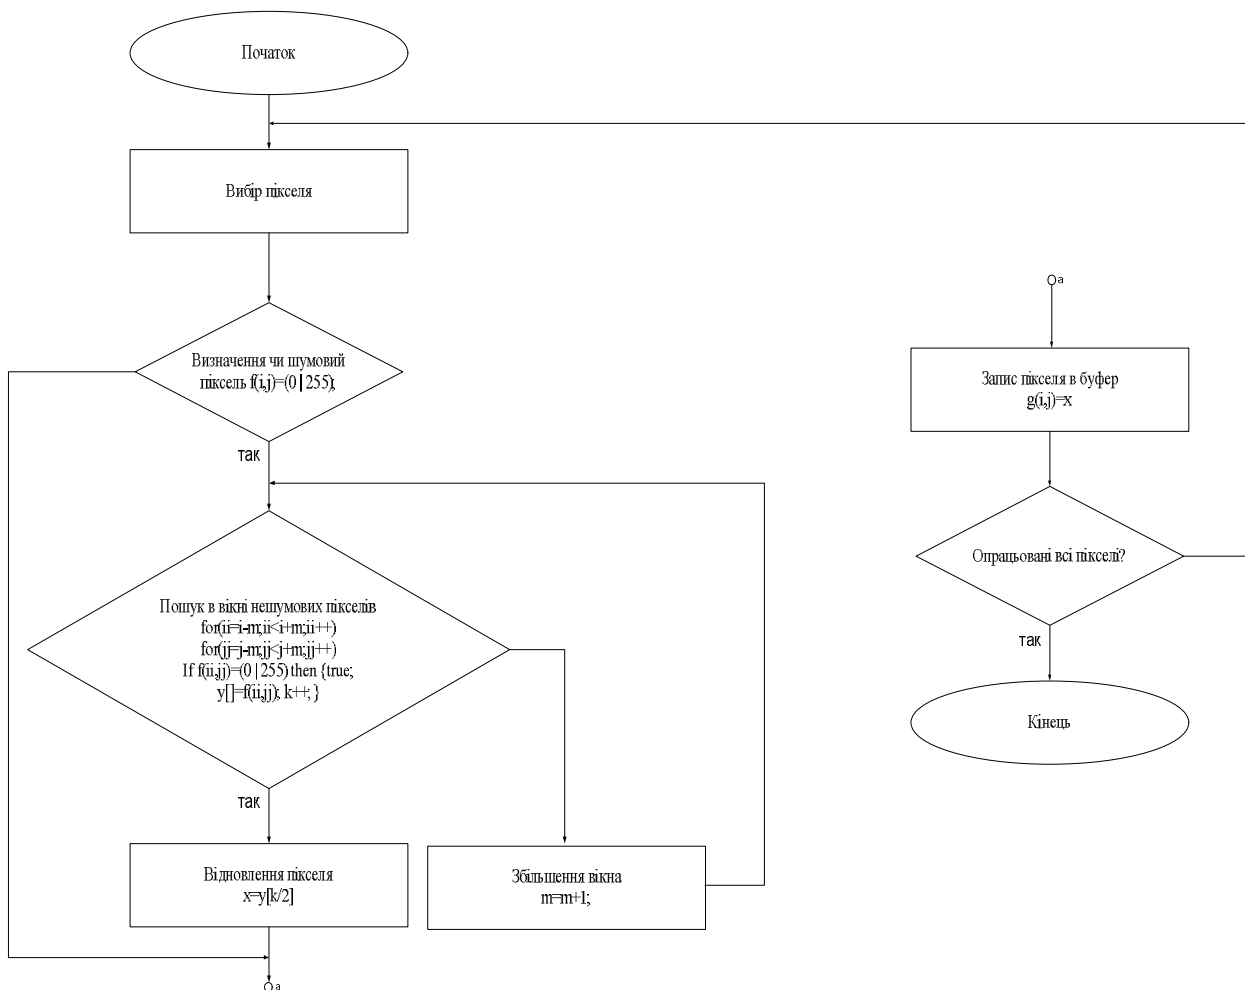 Початок
Вибір пікселя
Визначення чи шумовий
піксель f(i,j)=(0 | 255);
так
Пошук в вікні нешумових пікселів
for(ii=i-m;ii<i+m;ii++)
for(jj=j-m;jj<j+m;jj++)
If f(ii,jj)=(0 | 255) then {true;
y[]=f(ii,jj); k++; }
так
Відновлення пікселя
x=y[k/2]
Збільшення вікна
m=m+1;
a
a
Запис пікселя в буфер
g(i,j)=x
Опрацьовані всі пікселі?
так
Кінець